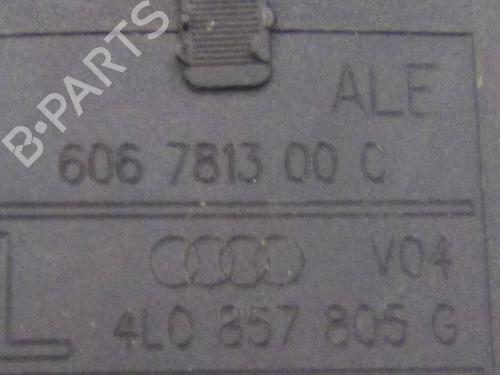 B-PARTS
ALE
606 7813 00 C
L
V04
4L0 857 805 G